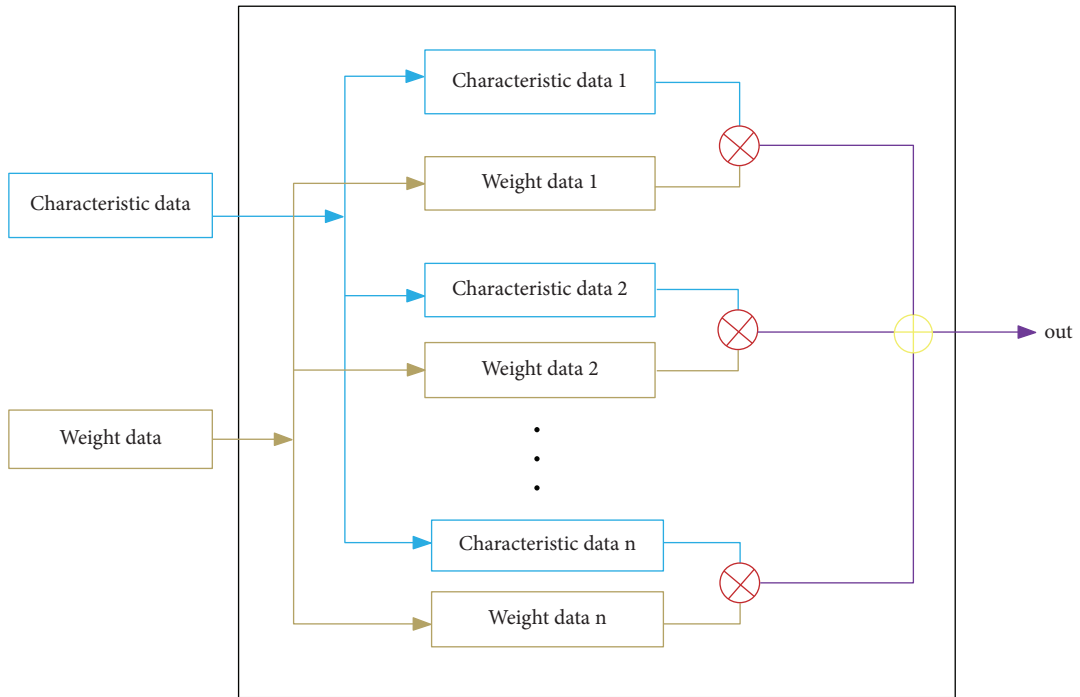 Characteristic data 1
Weight data 1
Characteristic data
Characteristic data 2
out
Weight data 2
Weight data
Characteristic data n
Weight data n